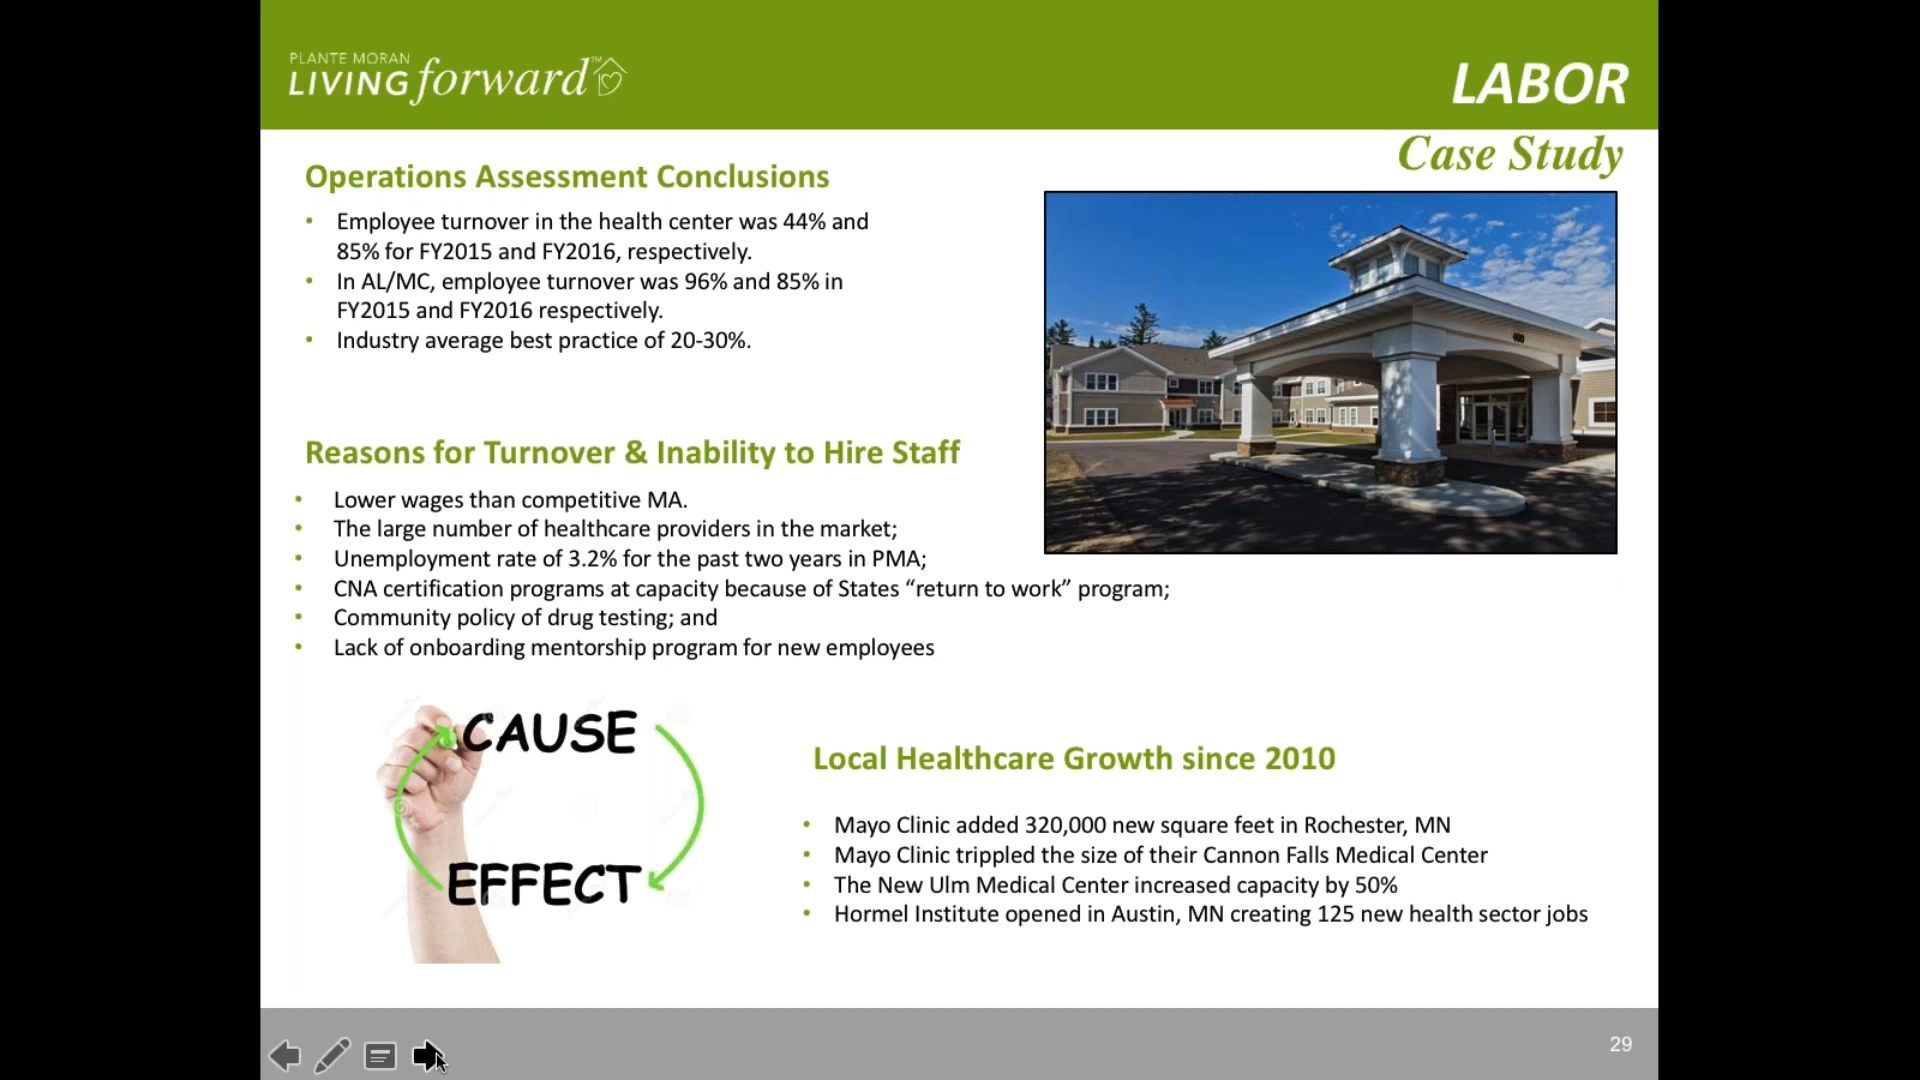 PLANTE MORAN
LIVING forward™
LABOR
Case Study
Operations Assessment Conclusions
• Employee turnover in the health center was 44% and
85% for FY2015 and FY2016, respectively.
• In AL/MC, employee turnover was 96% and 85% in
FY2015 and FY2016 respectively.
• Industry average best practice of 20-30%.
400
Reasons for Turnover & Inability to Hire Staff
• Lower wages than competitive MA.
• The large number of healthcare providers in the market;
• Unemployment rate of 3.2% for the past two years in PMA;
• CNA certification programs at capacity because of States “return to work” program;
• Community policy of drug testing; and
• Lack of onboarding mentorship program for new employees
CAUSE
EFFECT
Local Healthcare Growth since 2010
• Mayo Clinic added 320,000 new square feet in Rochester, MN
• Mayo Clinic trippled the size of their Cannon Falls Medical Center
• The New Ulm Medical Center increased capacity by 50%
• Hormel Institute opened in Austin, MN creating 125 new health sector jobs
29